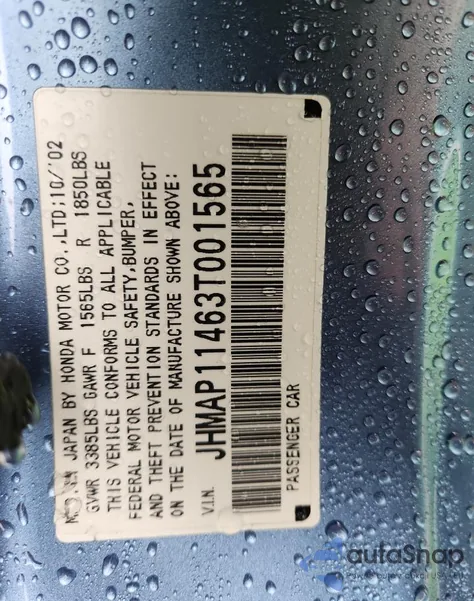 JAPAN BY HONDA MOTOR CO.,LTD:10/'02
GVWR 3385LBS GAWR F 1565LBS R 1850LBS
THIS VEHICLE CONFORMS TO ALL APPLICABLE
FEDERAL MOTOR VEHICLE SAFETY,BUMPER,
AND THEFT PREVENTION STANDARDS IN EFFECT
ON THE DATE OF MANUFACTURE SHOWN ABOVE:
V.I.N. JHMAP11463T001565
PASSENGER CAR
autoSnap